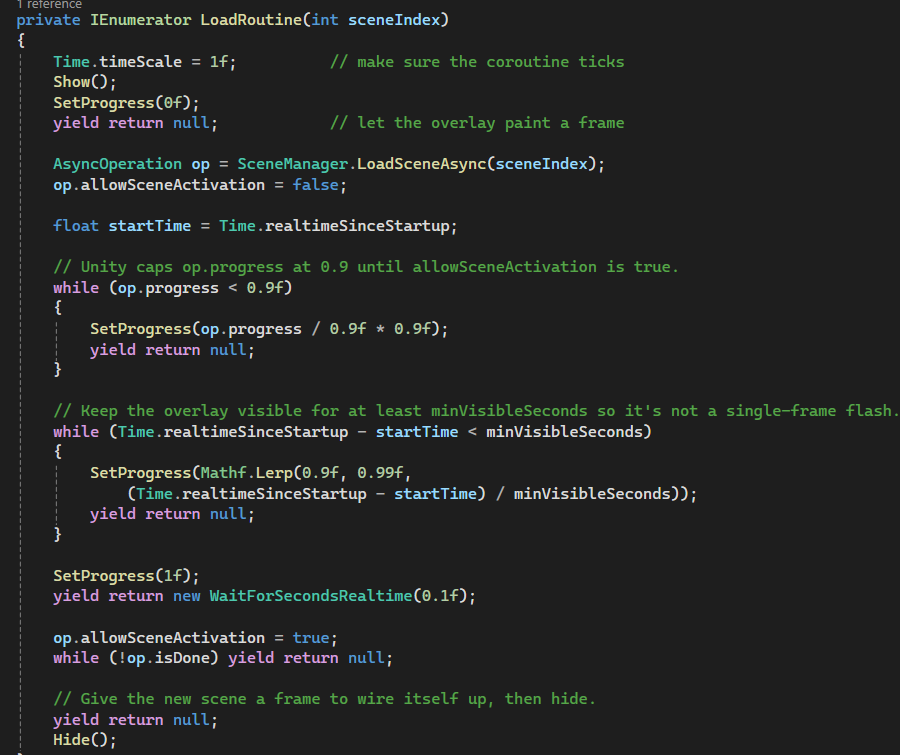 1 reference
private IEnumerator LoadRoutine(int sceneIndex)
{
Time.timeScale = 1f; // make sure the coroutine ticks
Show();
SetProgress(0f);
yield return null; // let the overlay paint a frame
AsyncOperation op = SceneManager.LoadSceneAsync(sceneIndex);
op.allowSceneActivation = false;
float startTime = Time.realtimeSinceStartup;
// Unity caps op.progress at 0.9 until allowSceneActivation is true.
while (op.progress < 0.9f)
{
SetProgress(op.progress / 0.9f * 0.9f);
yield return null;
}
// Keep the overlay visible for at least minVisibleSeconds so it's not a single-frame flash.
while (Time.realtimeSinceStartup - startTime < minVisibleSeconds)
{
SetProgress(Mathf.Lerp(0.9f, 0.99f,
(Time.realtimeSinceStartup - startTime) / minVisibleSeconds));
yield return null;
}
SetProgress(1f);
yield return new WaitForSecondsRealtime(0.1f);
op.allowSceneActivation = true;
while (!op.isDone) yield return null;
// Give the new scene a frame to wire itself up, then hide.
yield return null;
Hide();